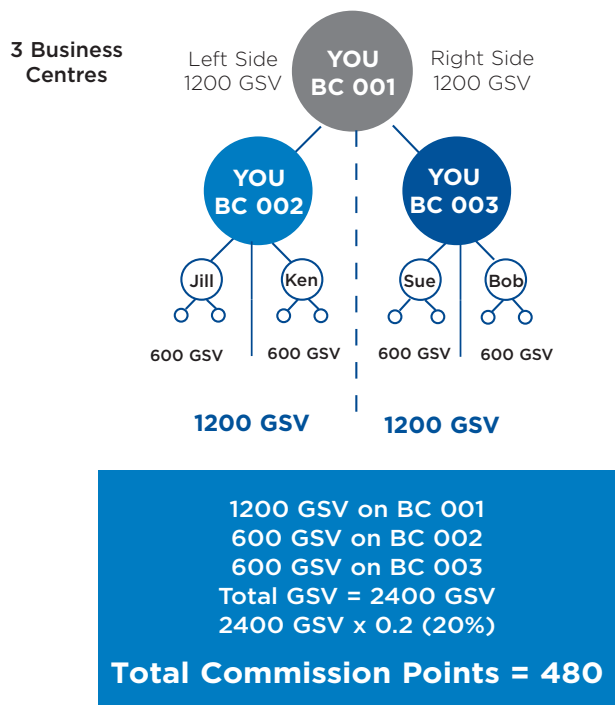 3 Business
Centres
Left Side
1200 GSV
YOU
BC 001
Right Side
1200 GSV
YOU
BC 002
YOU
BC 003
Jill
Ken
Sue
Bob
600 GSV
600 GSV
600 GSV
600 GSV
1200 GSV
1200 GSV
1200 GSV on BC 001
600 GSV on BC 002
600 GSV on BC 003
Total GSV = 2400 GSV
2400 GSV x 0.2 (20%)
Total Commission Points = 480